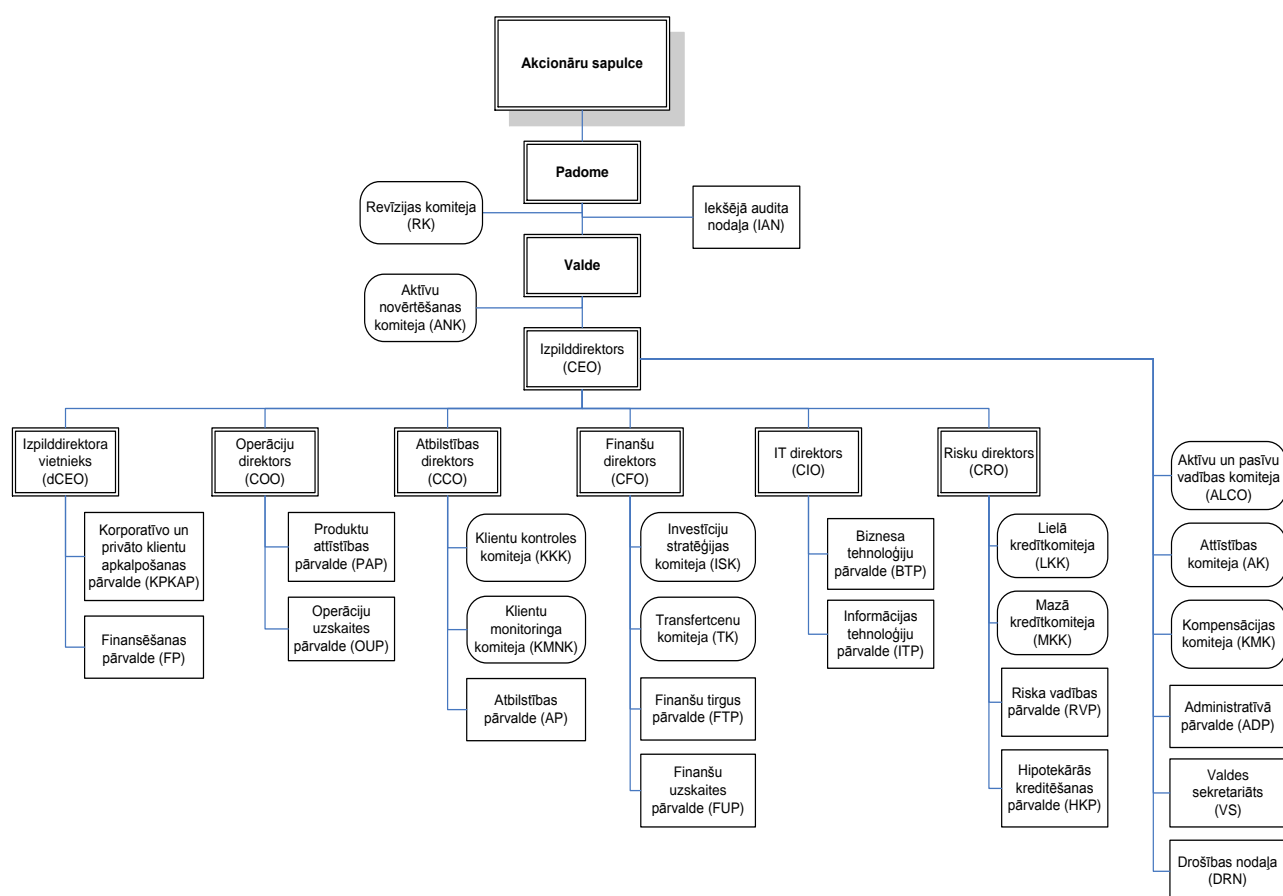 Akcionāru sapulce
Padome
Revīzijas komiteja
(RK)
Iekšējā audita
nodaļa (IAN)
Valde
Aktīvu
novērtēšanas
komiteja (ANK)
Izpilddirektors
(CEO)
Izpilddirektora
vietnieks
(dCEO)
Operāciju
direktors
(COO)
Atbilstības
direktors
(CCO)
Finanšu
direktors
(CFO)
IT direktors
(CIO)
Risku direktors
(CRO)
Korporatīvo un
privāto klientu
apkalpošanas
pārvalde (KPKAP)
Finansēšanas
pārvalde (FP)
Produktu
attīstības
pārvalde (PAP)
Operāciju
uzskaites
pārvalde (OUP)
Klientu kontroles
komiteja (KKK)
Klientu
monitoringa
komiteja (KMNK)
Atbilstības
pārvalde (AP)
Investīciju
stratēģijas
komiteja (ISK)
Transfertcenu
komiteja (TK)
Finanšu tirgus
pārvalde (FTP)
Finanšu
uzskaites
pārvalde (FUP)
Biznesa
tehnoloģiju
pārvalde (BTP)
Informācijas
tehnoloģiju
pārvalde (ITP)
Lielā
kredītkomiteja
(LKK)
Mazā
kredītkomiteja
(MKK)
Riska vadības
pārvalde (RVP)
Hipotekārās
kreditēšanas
pārvalde (HKP)
Aktīvu un pasīvu
vadības komiteja
(ALCO)
Attīstības
komiteja (AK)
Kompensācijas
komiteja (KMK)
Administratīvā
pārvalde (ADP)
Valdes
sekretariāts
(VS)
Drošības nodaļa
(DRN)